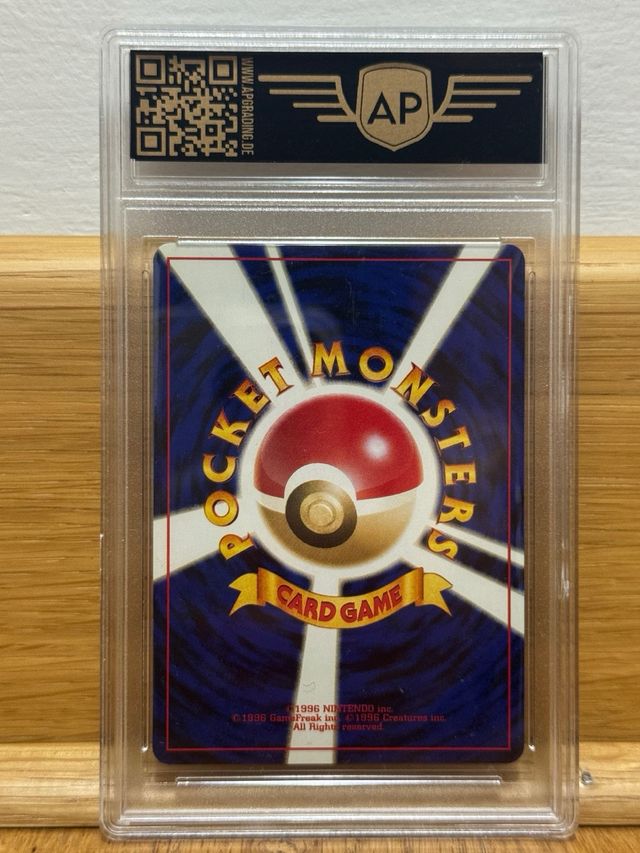 WWW.APGRADING.DE
AP
POCKET MONSTERS
CARD GAME
©1996 NINTENDO inc.
©1996 GameFreak inc. ©1996 Creatures inc.
All Rights reserved